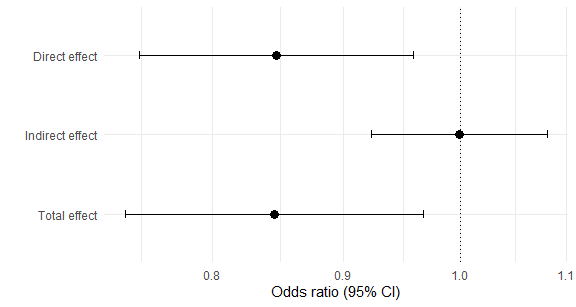 Direct effect
Indirect effect
Total effect
0.8 0.9 1.0 1.1
Odds ratio (95% CI)